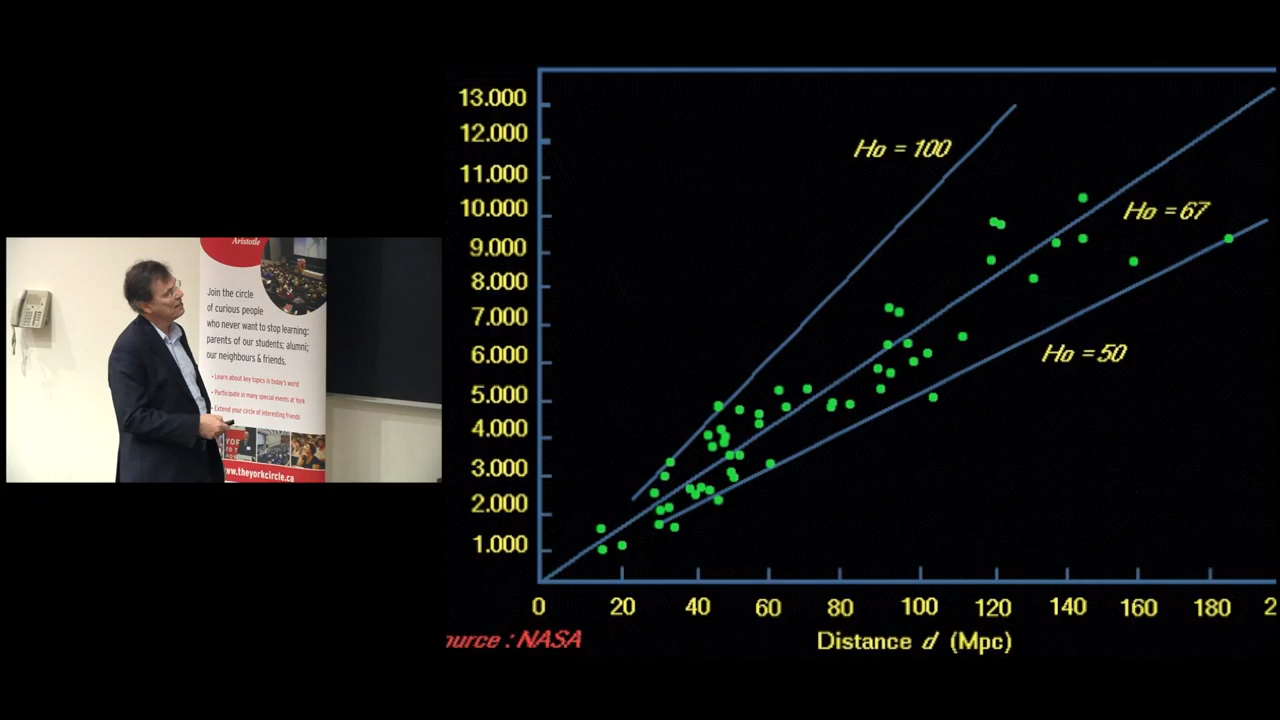 Aristotle
Join the circle
of curious people
who never want to stop learning:
parents of our students; alumni;
our neighbours & friends.
• Learn about key topics in today's world
• Participate in many special events at York
• Extend your circle of interesting friends
www.theyorkcircle.ca
13.000
12.000
11.000
10.000
9.000
8.000
7.000
6.000
5.000
4.000
3.000
2.000
1.000
Ho = 100
Ho = 67
Ho = 50
0 20 40 60 80 100 120 140 160 180 2
urce : NASA
Distance d (Mpc)